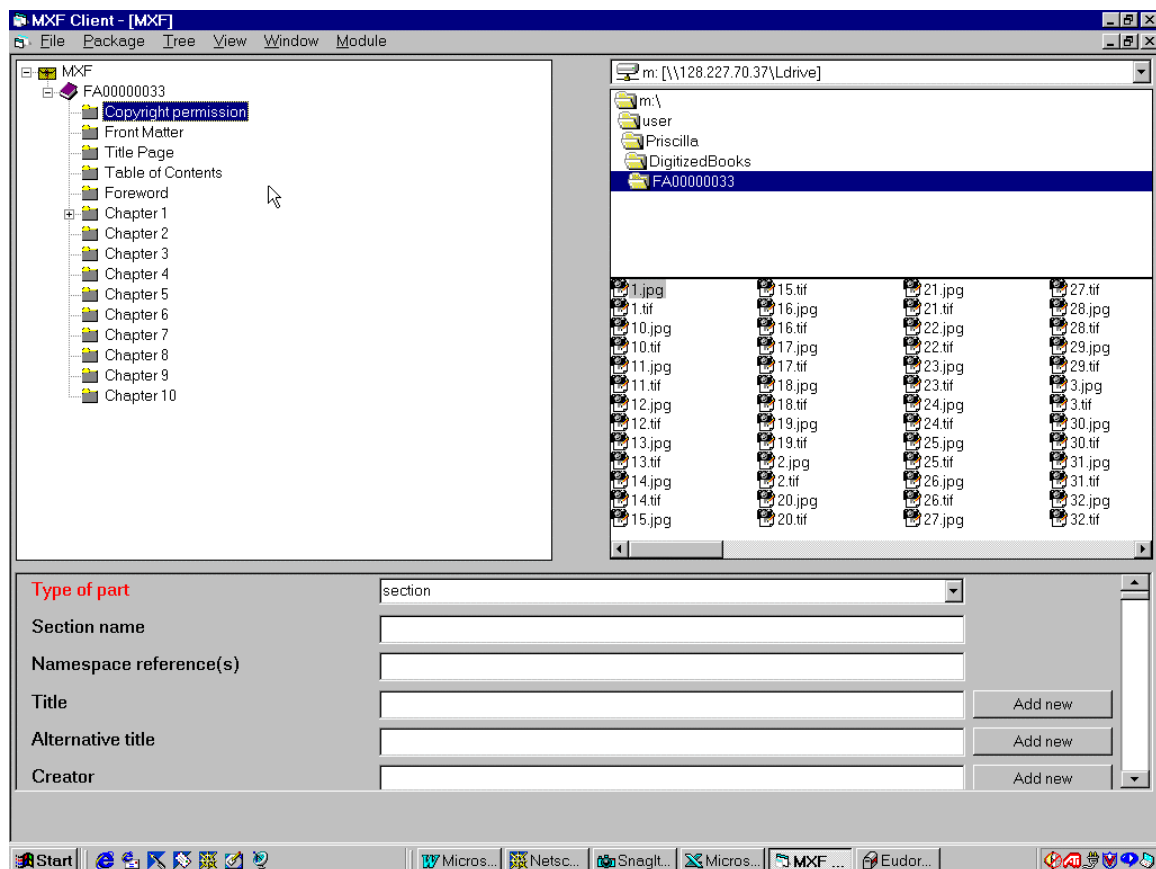 MXF Client - [MXF]
File Package Tree View Window Module
MXF
FA00000033
Copyright permission
Front Matter
Title Page
Table of Contents
Foreword
Chapter 1
Chapter 2
Chapter 3
Chapter 4
Chapter 5
Chapter 6
Chapter 7
Chapter 8
Chapter 9
Chapter 10
m: [\\128.227.70.37\Ldrive]
m:\
user
Priscilla
DigitizedBooks
FA00000033
1.jpg 15.tif 21.jpg 27.tif
1.tif 16.jpg 21.tif 28.jpg
10.jpg 16.tif 22.jpg 28.tif
10.tif 17.jpg 22.tif 29.jpg
11.jpg 17.tif 23.jpg 29.tif
11.tif 18.jpg 23.tif 3.jpg
12.jpg 18.tif 24.jpg 3.tif
12.tif 19.jpg 24.tif 30.jpg
13.jpg 19.tif 25.jpg 30.tif
13.tif 2.jpg 25.tif 31.jpg
14.jpg 2.tif 26.jpg 31.tif
14.tif 20.jpg 26.tif 32.jpg
15.jpg 20.tif 27.jpg 32.tif
Type of part section
Section name
Namespace reference(s)
Title Add new
Alternative title Add new
Creator Add new
Start Micros... Netsc... SnagIt... Micros... MXF ... Eudor...